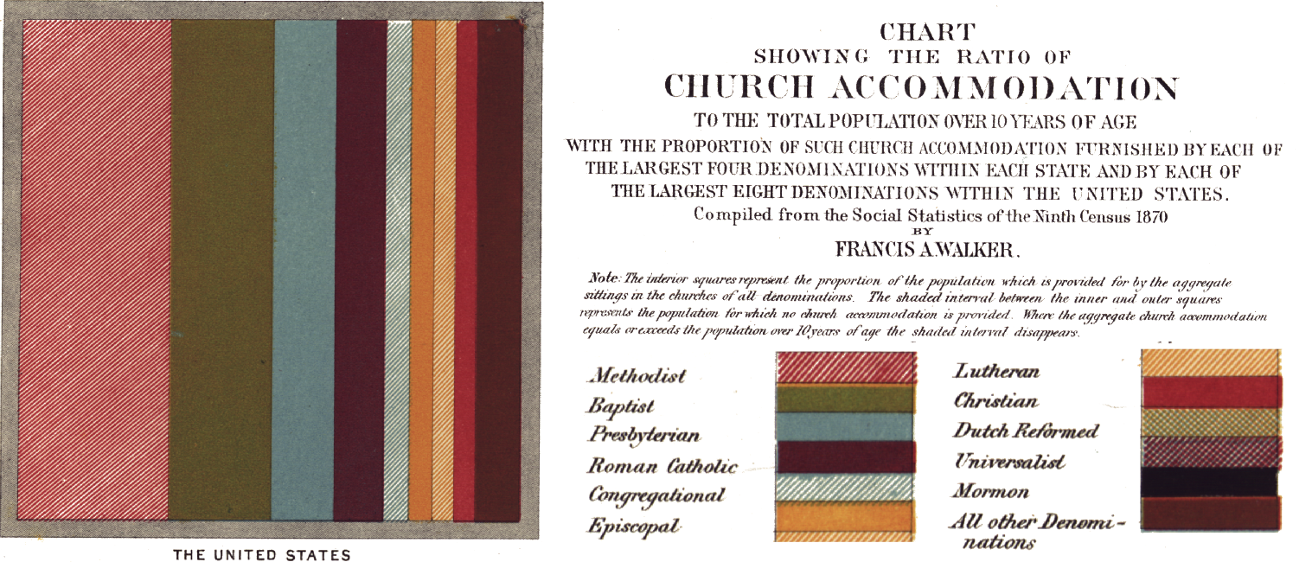 THE UNITED STATES
CHART
SHOWING THE RATIO OF
CHURCH ACCOMMODATION
TO THE TOTAL POPULATION OVER 10 YEARS OF AGE
WITH THE PROPORTION OF SUCH CHURCH ACCOMMODATION FURNISHED BY EACH OF
THE LARGEST FOUR DENOMINATIONS WITHIN EACH STATE AND BY EACH OF
THE LARGEST EIGHT DENOMINATIONS WITHIN THE UNITED STATES.
Compiled from the Social Statistics of the Ninth Census 1870
BY
FRANCIS A. WALKER.
Note: The interior squares represent the proportion of the population which is provided for by the aggregate
sittings in the churches of all denominations. The shaded interval between the inner and outer squares
represents the population for which no church accommodation is provided. Where the aggregate church accommodation
equals or exceeds the population over 10 years of age the shaded interval disappears.
Methodist
Baptist
Presbyterian
Roman Catholic
Congregational
Episcopal
Lutheran
Christian
Dutch Reformed
Universalist
Mormon
All other Denomi-
nations